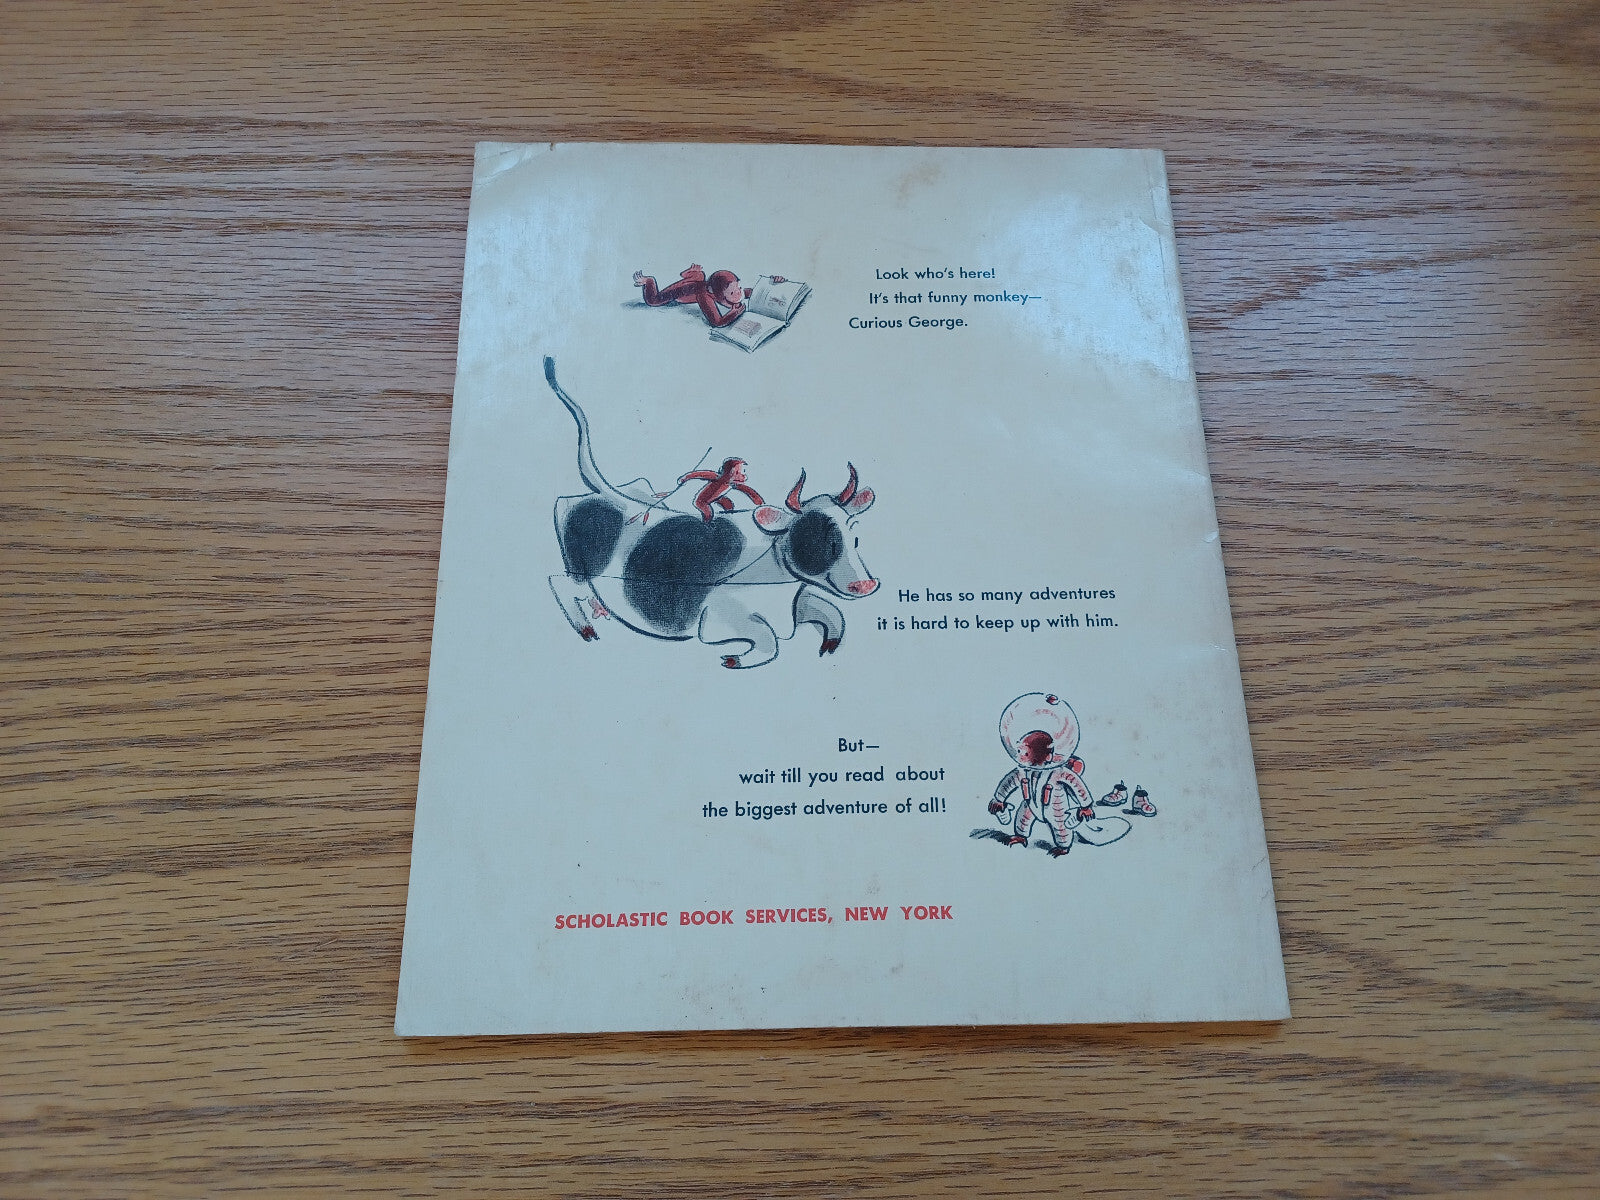 Look who's here!
It's that funny monkey—
Curious George.
He has so many adventures
it is hard to keep up with him.
But—
wait till you read about
the biggest adventure of all!
SCHOLASTIC BOOK SERVICES, NEW YORK